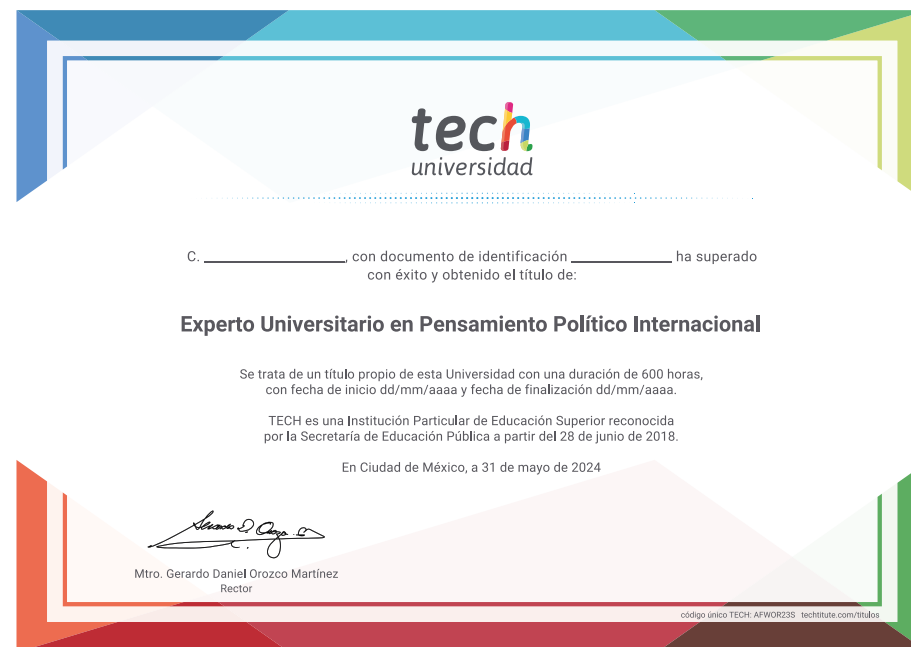 tech
universidad
C. ____________________, con documento de identificación ______________ ha superado
con éxito y obtenido el título de:
Experto Universitario en Pensamiento Político Internacional
Se trata de un título propio de esta Universidad con una duración de 600 horas,
con fecha de inicio dd/mm/aaaa y fecha de finalización dd/mm/aaaa.
TECH es una Institución Particular de Educación Superior reconocida
por la Secretaría de Educación Pública a partir del 28 de junio de 2018.
En Ciudad de México, a 31 de mayo de 2024
Mtro. Gerardo Daniel Orozco Martínez
Rector
código único TECH: AFWOR23S techtitute.com/titulos